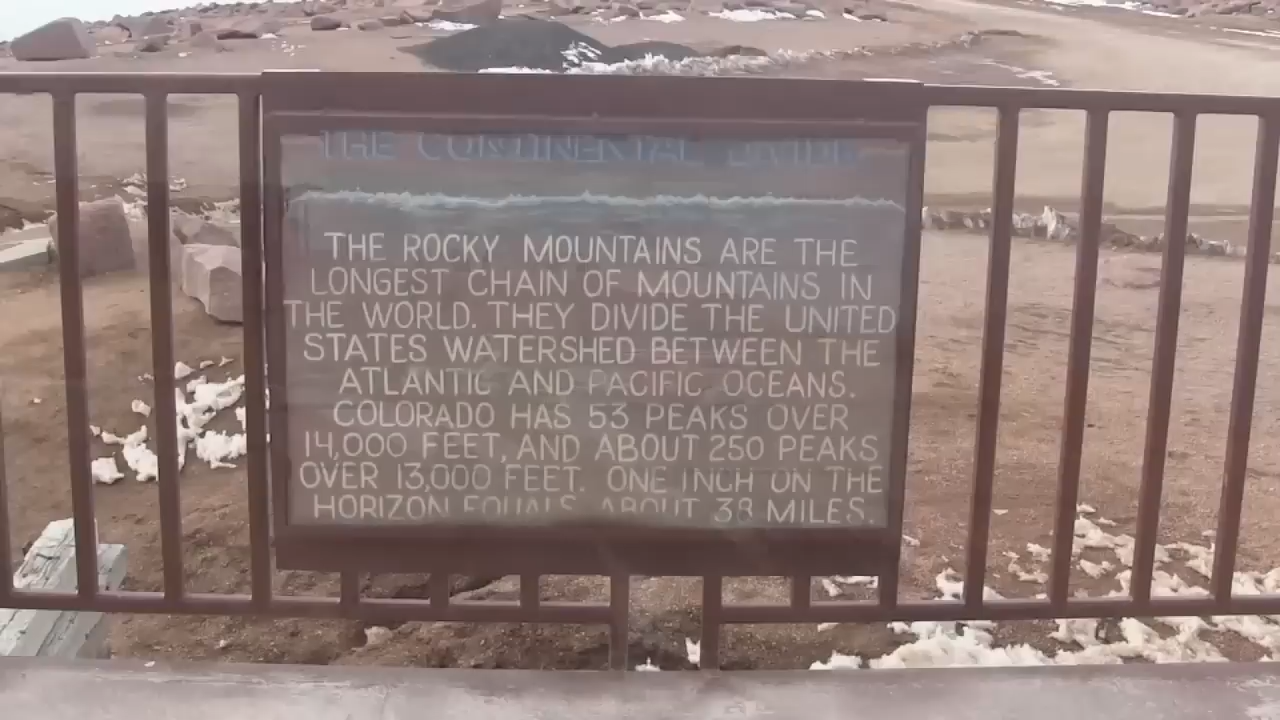 THE CONTINENTAL DIVIDE
THE ROCKY MOUNTAINS ARE THE
LONGEST CHAIN OF MOUNTAINS IN
THE WORLD. THEY DIVIDE THE UNITED
STATES WATERSHED BETWEEN THE
ATLANTIC AND PACIFIC OCEANS.
COLORADO HAS 53 PEAKS OVER
14,000 FEET, AND ABOUT 250 PEAKS
OVER 13,000 FEET. ONE INCH ON THE
HORIZON EQUALS ABOUT 38 MILES.